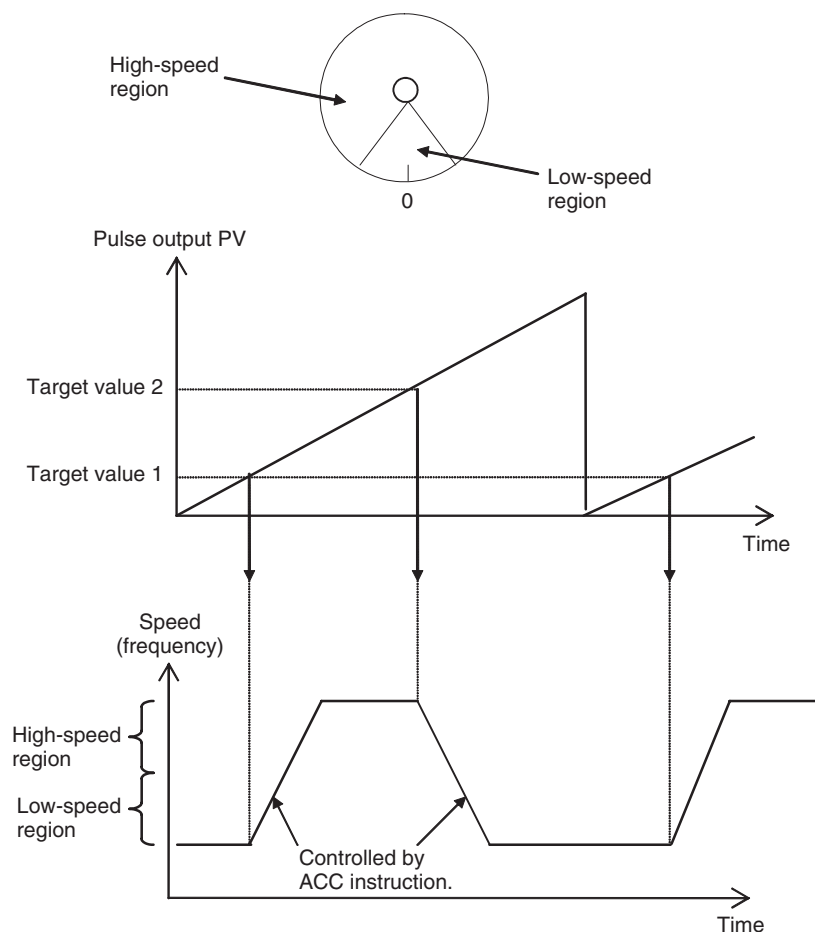 High-speed
region
Low-speed
region
0
Pulse output PV
Target value 2
Target value 1
Time
Speed
(frequency)
High-speed
region
Low-speed
region
Controlled by
ACC instruction.
Time